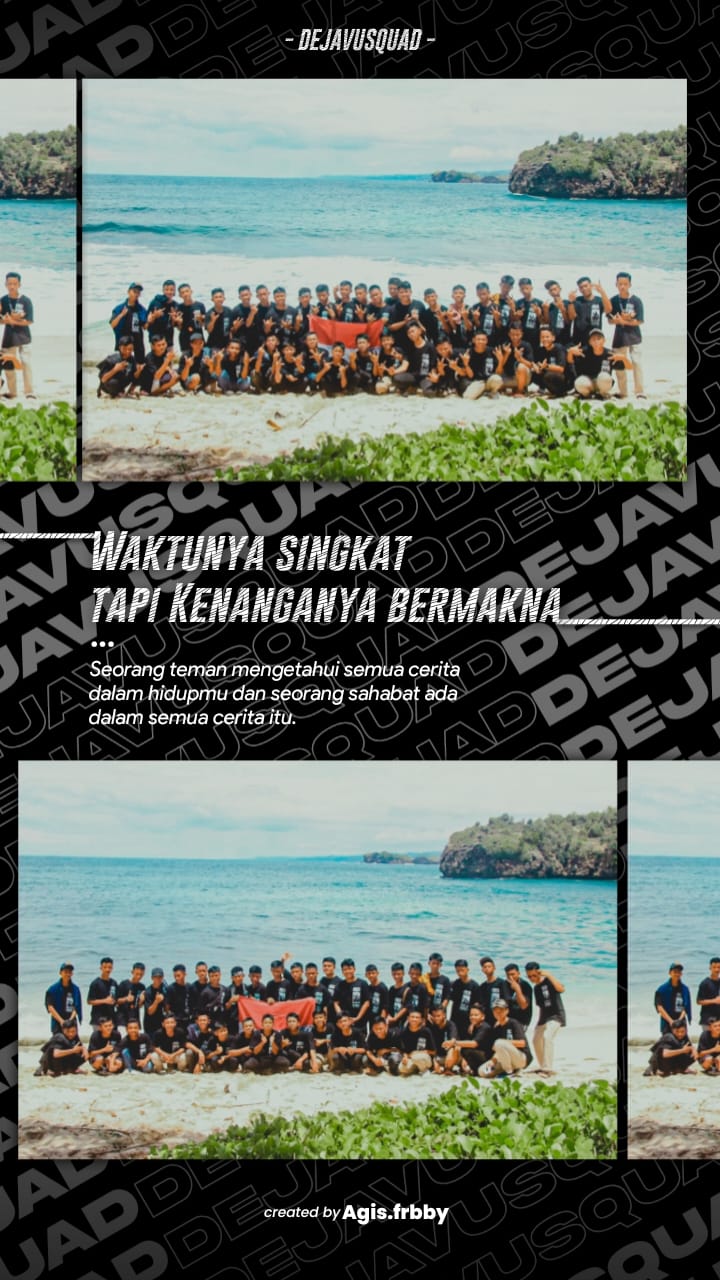 - DEJAVUSQUAD -
WAKTUNYA SINGKAT
TAPI KENANGANYA BERMAKNA
...
Seorang teman mengetahui semua cerita
dalam hidupmu dan seorang sahabat ada
dalam semua cerita itu.
created by Agis.frbby